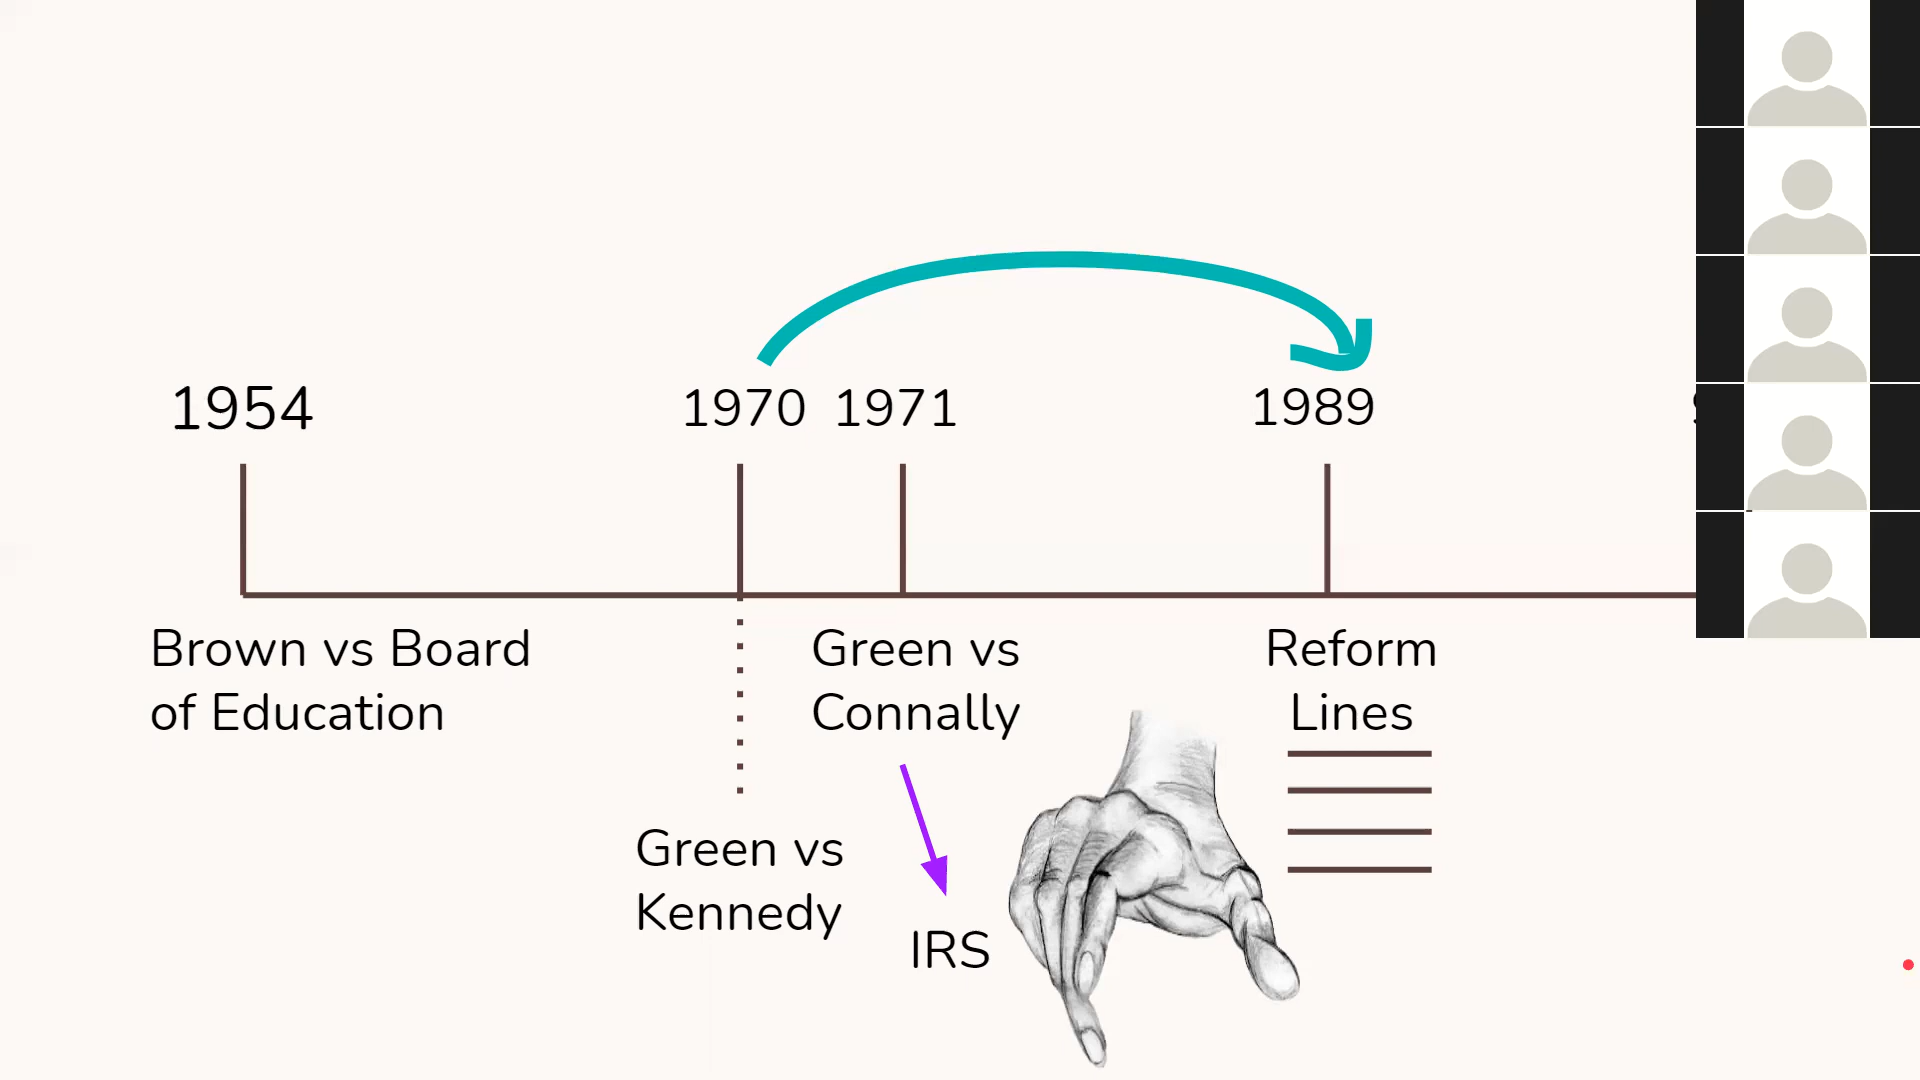 1954
1970
1971
1989
Brown vs Board
of Education
Green vs
Kennedy
Green vs
Connally
IRS
Reform
Lines